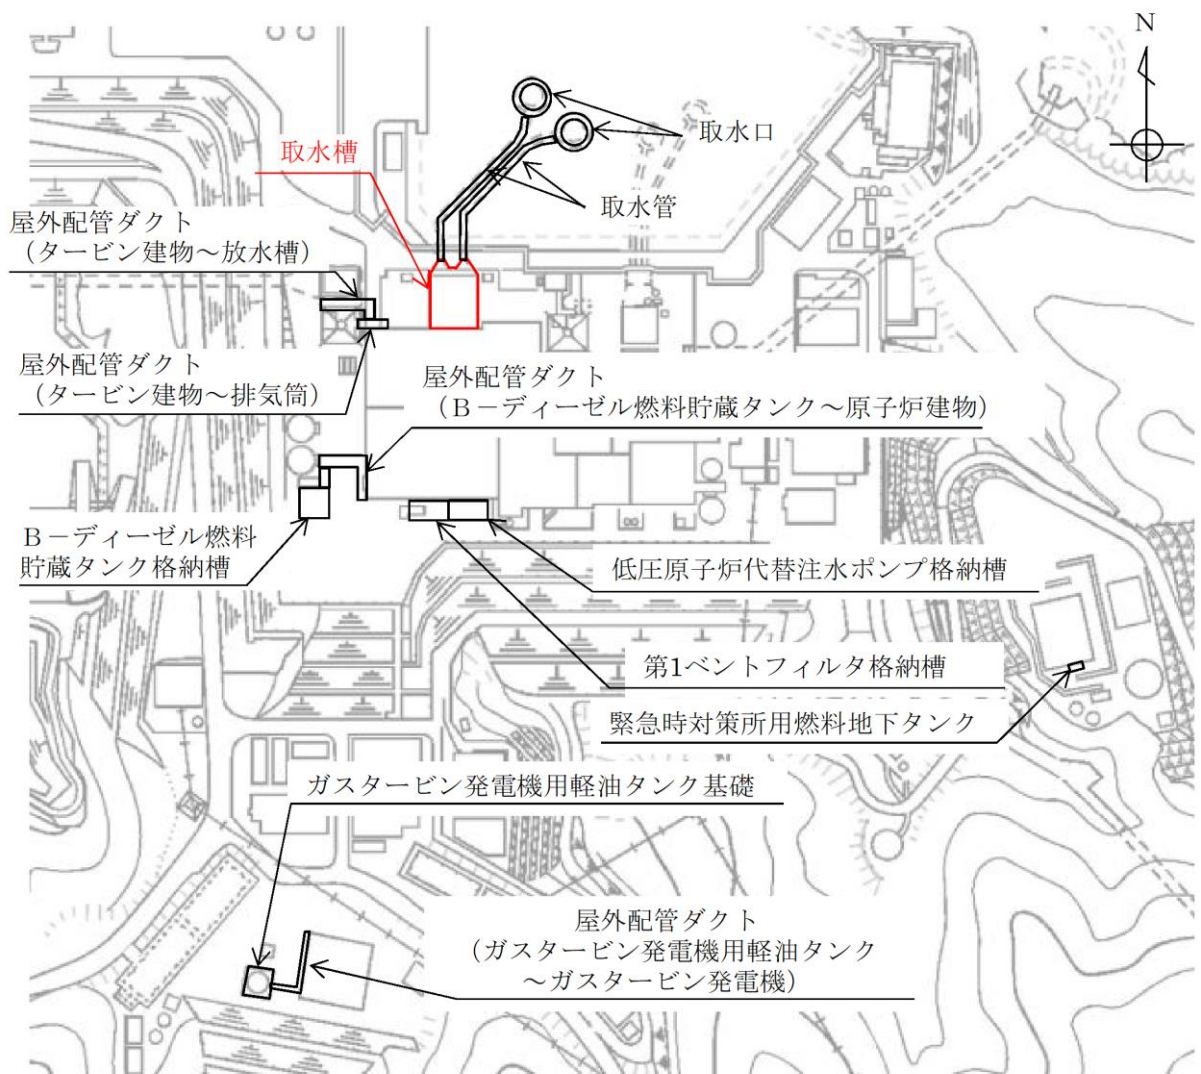 N
取水口
取水槽
取水管
屋外配管ダクト
（タービン建物～放水槽）
屋外配管ダクト
（タービン建物～排気筒）
屋外配管ダクト
（Ｂ－ディーゼル燃料貯蔵タンク～原子炉建物）
Ｂ－ディーゼル燃料
貯蔵タンク格納槽
低圧原子炉代替注水ポンプ格納槽
第1ベントフィルタ格納槽
緊急時対策所用燃料地下タンク
ガスタービン発電機用軽油タンク基礎
屋外配管ダクト
（ガスタービン発電機用軽油タンク
～ガスタービン発電機）